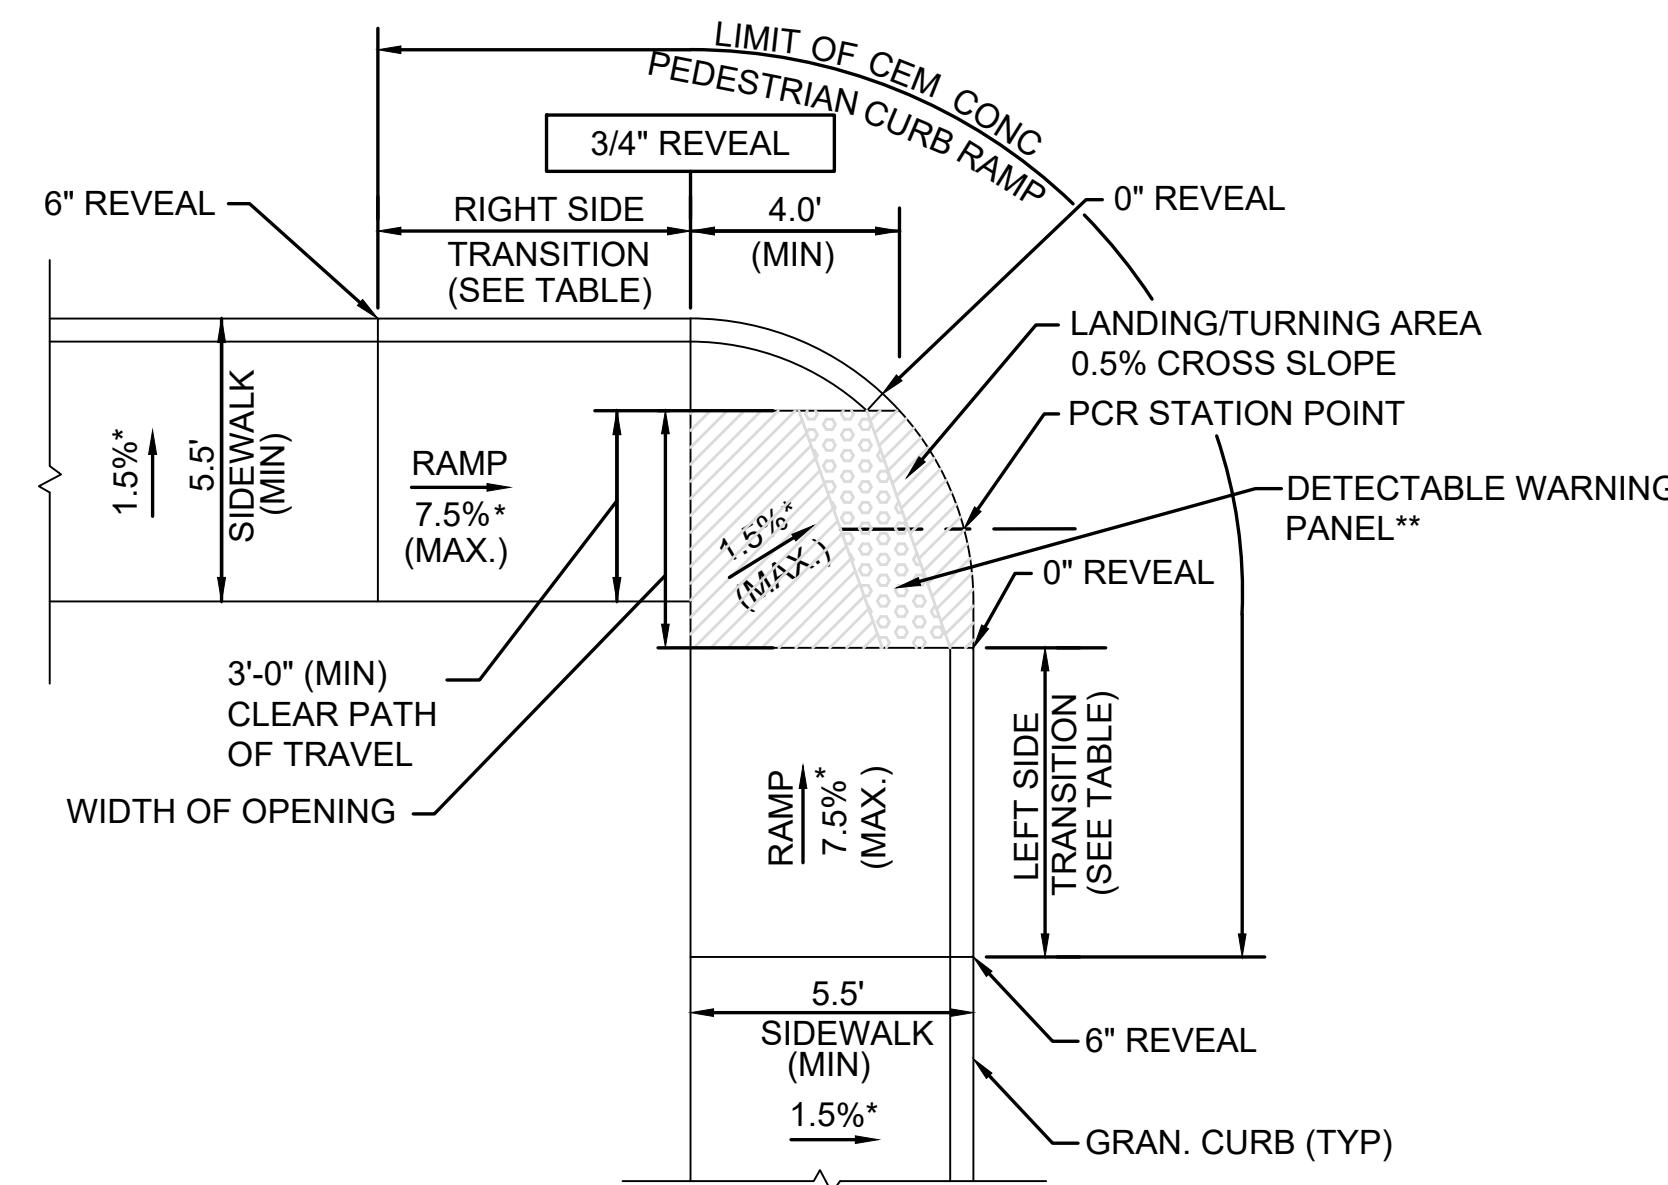 LIMIT OF CEM CONC
PEDESTRIAN CURB RAMP
3/4" REVEAL
6" REVEAL
RIGHT SIDE
TRANSITION
(SEE TABLE)
4.0'
(MIN)
0" REVEAL
LANDING/TURNING AREA
0.5% CROSS SLOPE
PCR STATION POINT
DETECTABLE WARNING
PANEL**
0" REVEAL
1.5%*
5.5'
SIDEWALK
(MIN)
RAMP
7.5%*
(MAX.)
1.5%*
(MAX.)
3'-0" (MIN)
CLEAR PATH
OF TRAVEL
WIDTH OF OPENING
RAMP
7.5%*
(MAX.)
LEFT SIDE
TRANSITION
(SEE TABLE)
5.5'
SIDEWALK
(MIN)
1.5%*
6" REVEAL
GRAN. CURB (TYP)